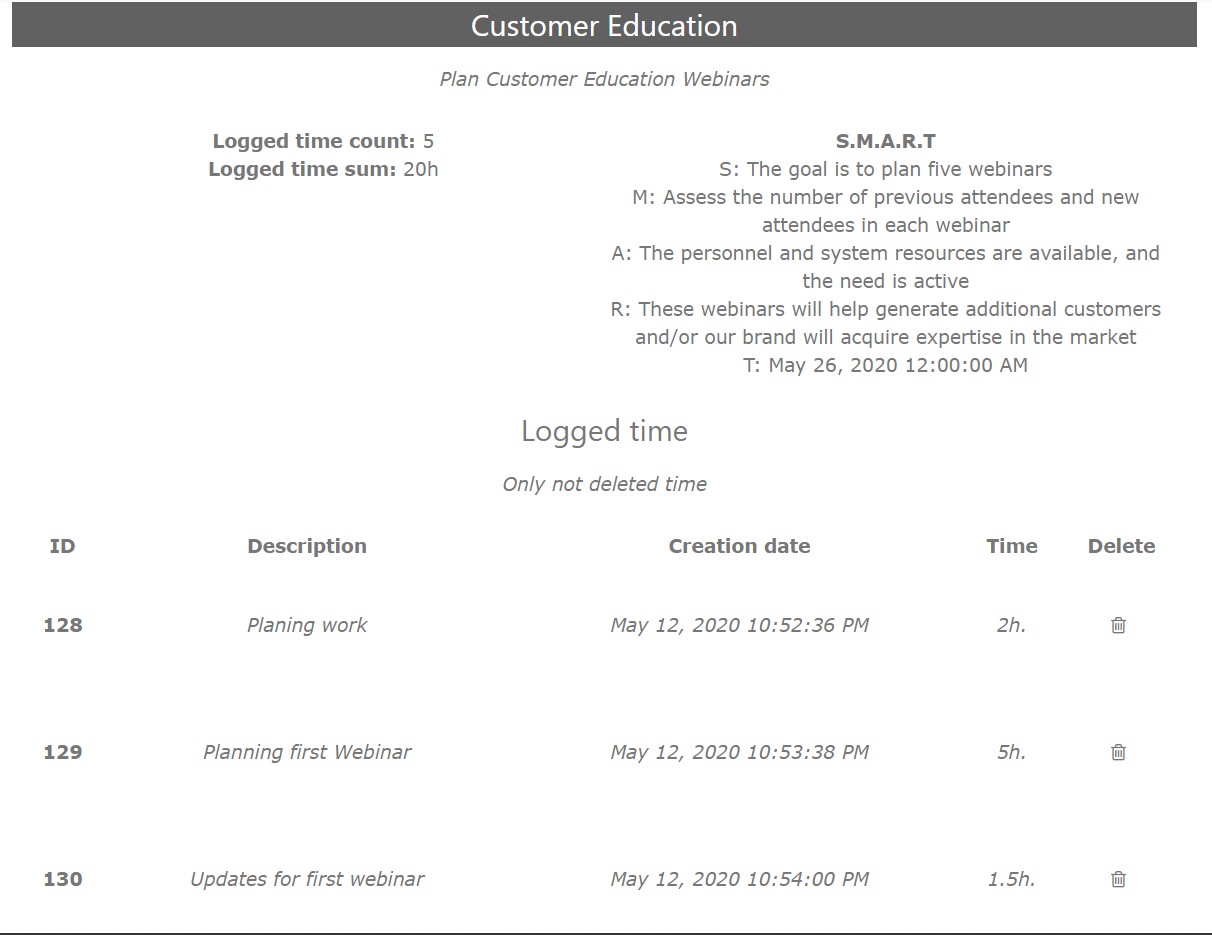 Customer Education
Plan Customer Education Webinars
Logged time count: 5
Logged time sum: 20h
S.M.A.R.T
S: The goal is to plan five webinars
M: Assess the number of previous attendees and new
attendees in each webinar
A: The personnel and system resources are available, and
the need is active
R: These webinars will help generate additional customers
and/or our brand will acquire expertise in the market
T: May 26, 2020 12:00:00 AM
Logged time
Only not deleted time
ID Description Creation date Time Delete
128 Planing work May 12, 2020 10:52:36 PM 2h.
129 Planning first Webinar May 12, 2020 10:53:38 PM 5h.
130 Updates for first webinar May 12, 2020 10:54:00 PM 1.5h.